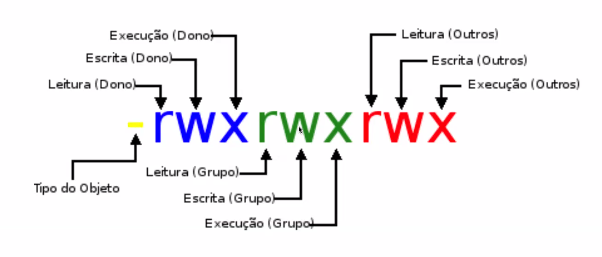 Execução (Dono)
Leitura (Outros)
Escrita (Dono)
Escrita (Outros)
Leitura (Dono)
Execução (Outros)
-rwxrwxrwx
Leitura (Grupo)
Tipo do Objeto
Escrita (Grupo)
Execução (Grupo)